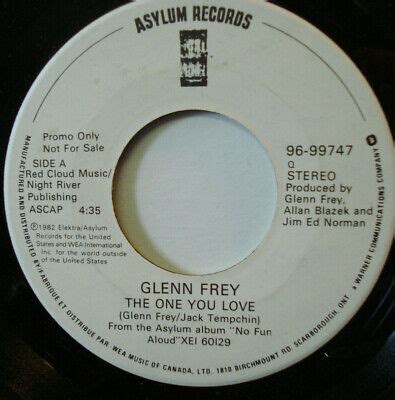 ASYLUM RECORDS
Promo Only
Not For Sale
SIDE A
Red Cloud Music/
Night River
Publishing
ASCAP 4:35
℗1982 Elektra/Asylum
Records for the United
States and WEA International
Inc. for the world outside
of the United States
96-99747
Q
STEREO
Produced by
Glenn Frey,
Allan Blazek and
Jim Ed Norman
GLENN FREY
THE ONE YOU LOVE
(Glenn Frey/Jack Tempchin)
From the Asylum album "No Fun
Aloud" XEI 60129
MANUFACTURED AND DISTRIBUTED BY/FABRIQUE ET DISTRIBUE PAR: WEA MUSIC OF CANADA, LTD. 1810 BIRCHMOUNT RD. SCARBOROUGH, ONT. WARNER COMMUNICATIONS COMPANY